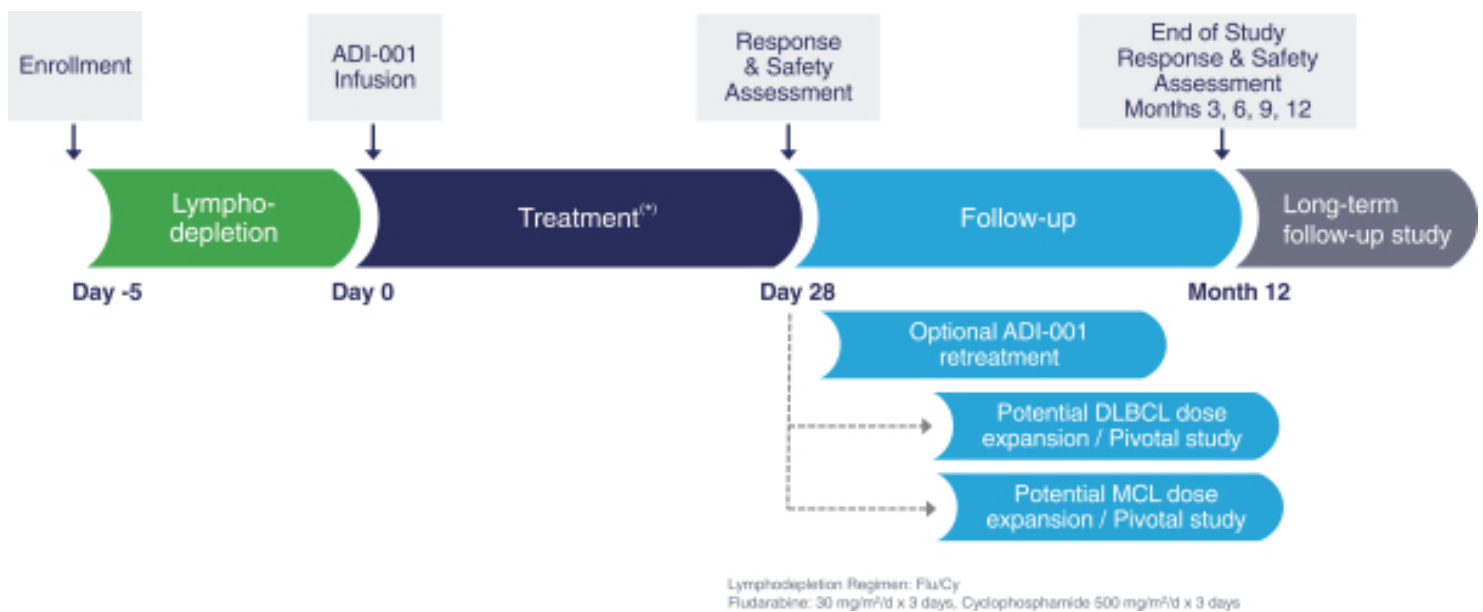 Enrollment
ADI-001
Infusion
Response
& Safety
Assessment
End of Study
Response & Safety
Assessment
Months 3, 6, 9, 12
Lympho-
depletion
Treatment(*)
Follow-up
Long-term
follow-up study
Day -5
Day 0
Day 28
Month 12
Optional ADI-001
retreatment
Potential DLBCL dose
expansion / Pivotal study
Potential MCL dose
expansion / Pivotal study
Lymphodepletion Regimen: Flu/Cy
Fludarabine: 30 mg/m²/d x 3 days, Cyclophosphamide 500 mg/m²/d x 3 days